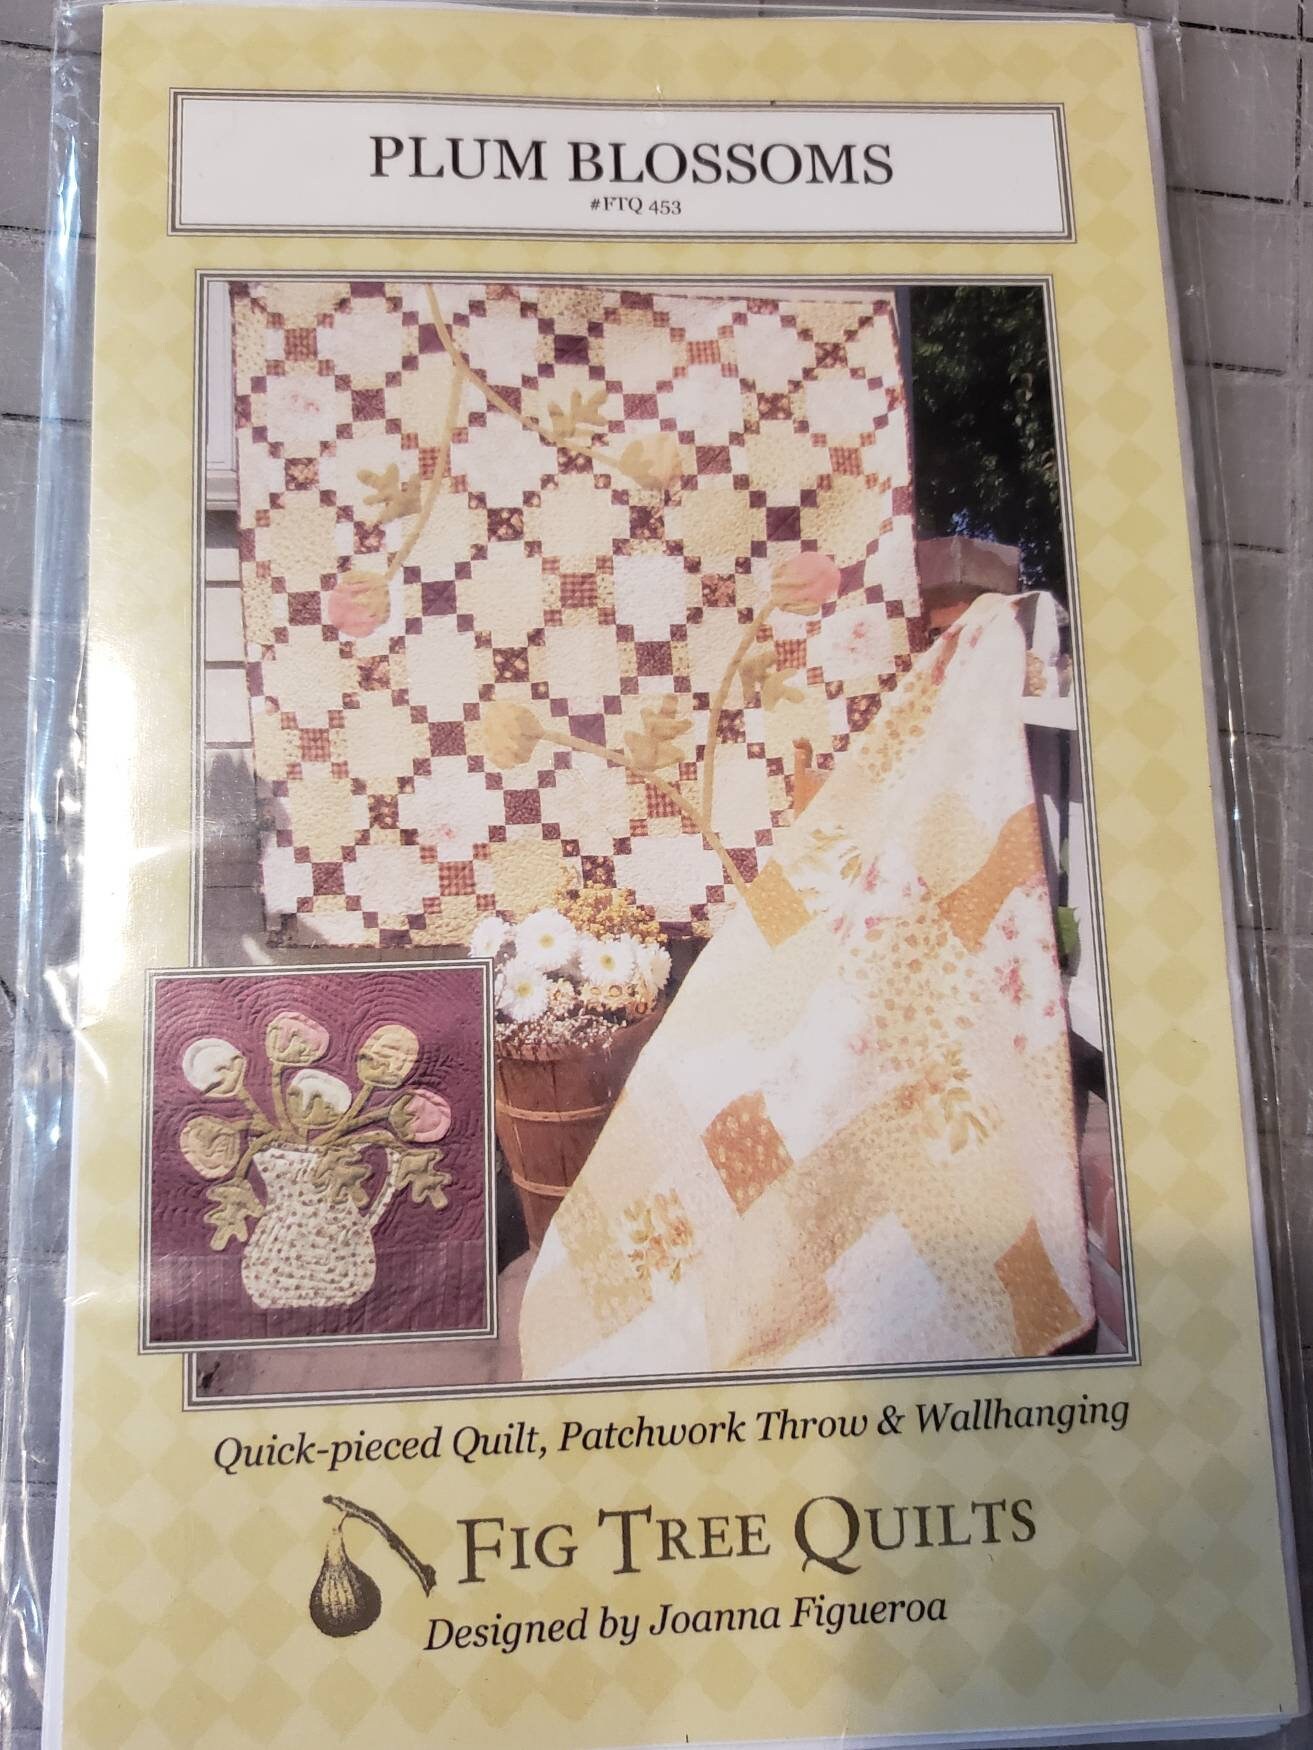 PLUM BLOSSOMS
#FTQ 453
Quick-pieced Quilt, Patchwork Throw & Wallhanging
FIG TREE QUILTS
Designed by Joanna Figueroa